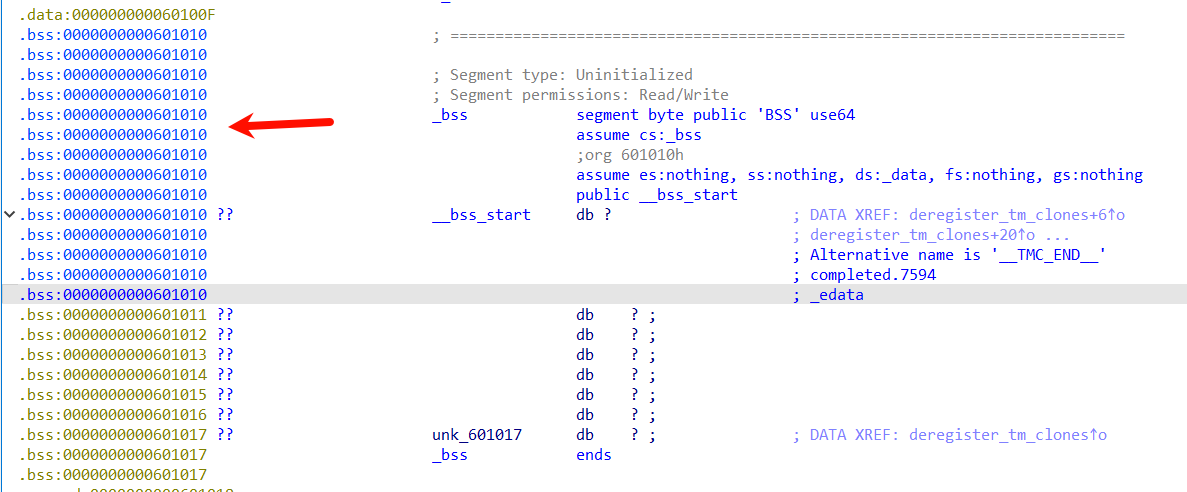 .data:000000000060100F
.bss:0000000000601010 ; ===========================================================================
.bss:0000000000601010
.bss:0000000000601010 ; Segment type: Uninitialized
.bss:0000000000601010 ; Segment permissions: Read/Write
.bss:0000000000601010 _bss segment byte public 'BSS' use64
.bss:0000000000601010 assume cs:_bss
.bss:0000000000601010 ;org 601010h
.bss:0000000000601010 assume es:nothing, ss:nothing, ds:_data, fs:nothing, gs:nothing
.bss:0000000000601010 public __bss_start
.bss:0000000000601010 ?? __bss_start db ? ; DATA XREF: deregister_tm_clones+6↑o
.bss:0000000000601010 ; deregister_tm_clones+20↑o ...
.bss:0000000000601010 ; Alternative name is '__TMC_END__'
.bss:0000000000601010 ; completed.7594
.bss:0000000000601010 ; _edata
.bss:0000000000601011 ?? db ? ;
.bss:0000000000601012 ?? db ? ;
.bss:0000000000601013 ?? db ? ;
.bss:0000000000601014 ?? db ? ;
.bss:0000000000601015 ?? db ? ;
.bss:0000000000601016 ?? db ? ;
.bss:0000000000601017 ?? unk_601017 db ? ; ; DATA XREF: deregister_tm_clones↑o
.bss:0000000000601017 _bss ends
.bss:0000000000601017